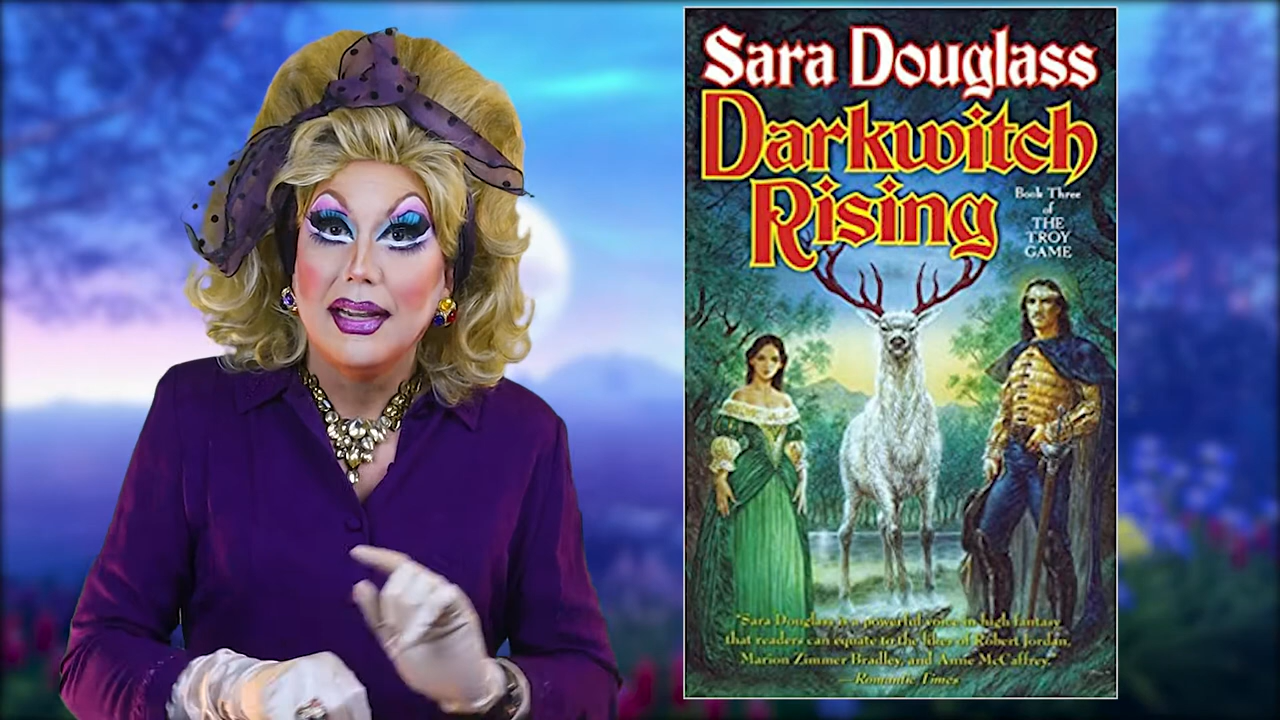 Sara Douglass
Darkwitch
Rising
Book Three
of
THE
TROY
GAME
"Sara Douglass is a powerful voice in high fantasy
that readers can equate to the likes of Robert Jordan,
Marion Zimmer Bradley, and Anne McCaffrey."
—Romantic Times